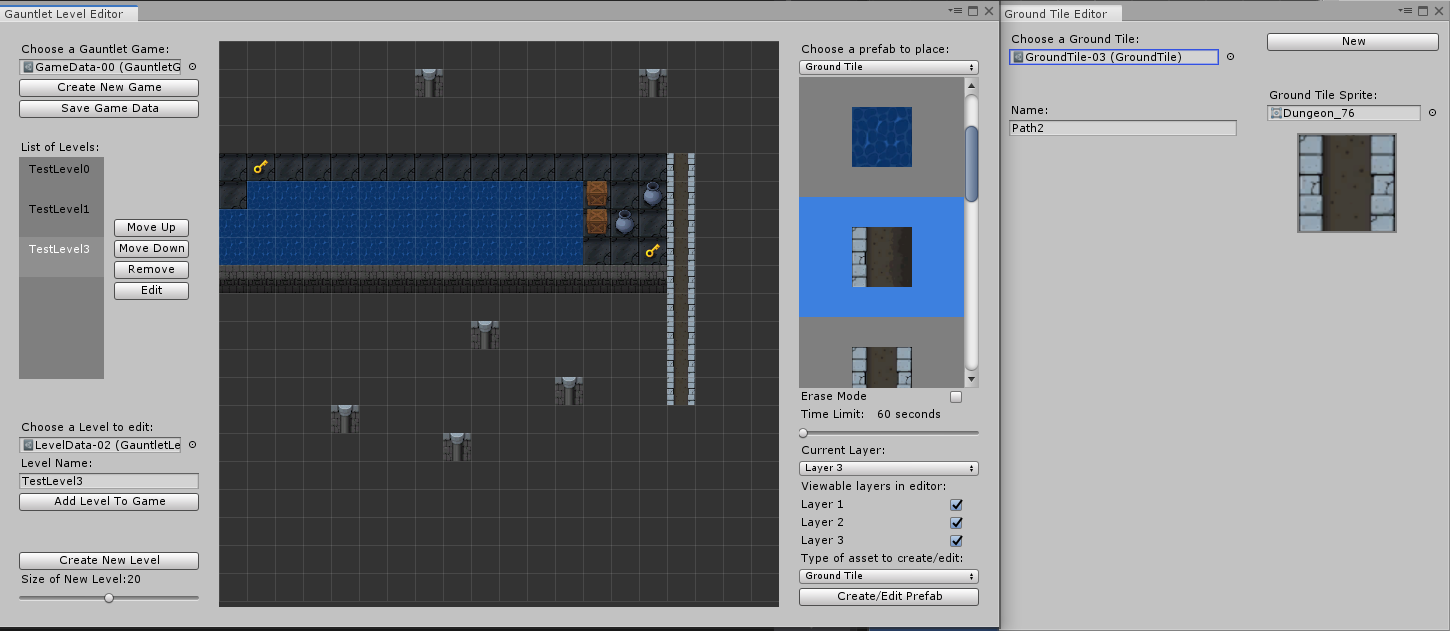 Gauntlet Level Editor
Choose a Gauntlet Game:
GameData-00 (GauntletG
Create New Game
Save Game Data
List of Levels:
TestLevel0
TestLevel1
TestLevel3
Move Up
Move Down
Remove
Edit
Choose a Level to edit:
LevelData-02 (GauntletLe
Level Name:
TestLevel3
Add Level To Game
Create New Level
Size of New Level:20
Choose a prefab to place:
Ground Tile
Erase Mode
Time Limit: 60 seconds
Current Layer:
Layer 3
Viewable layers in editor:
Layer 1
Layer 2
Layer 3
Type of asset to create/edit:
Ground Tile
Create/Edit Prefab
Ground Tile Editor
Choose a Ground Tile:
GroundTile-03 (GroundTile)
New
Name:
Path2
Ground Tile Sprite:
Dungeon_76